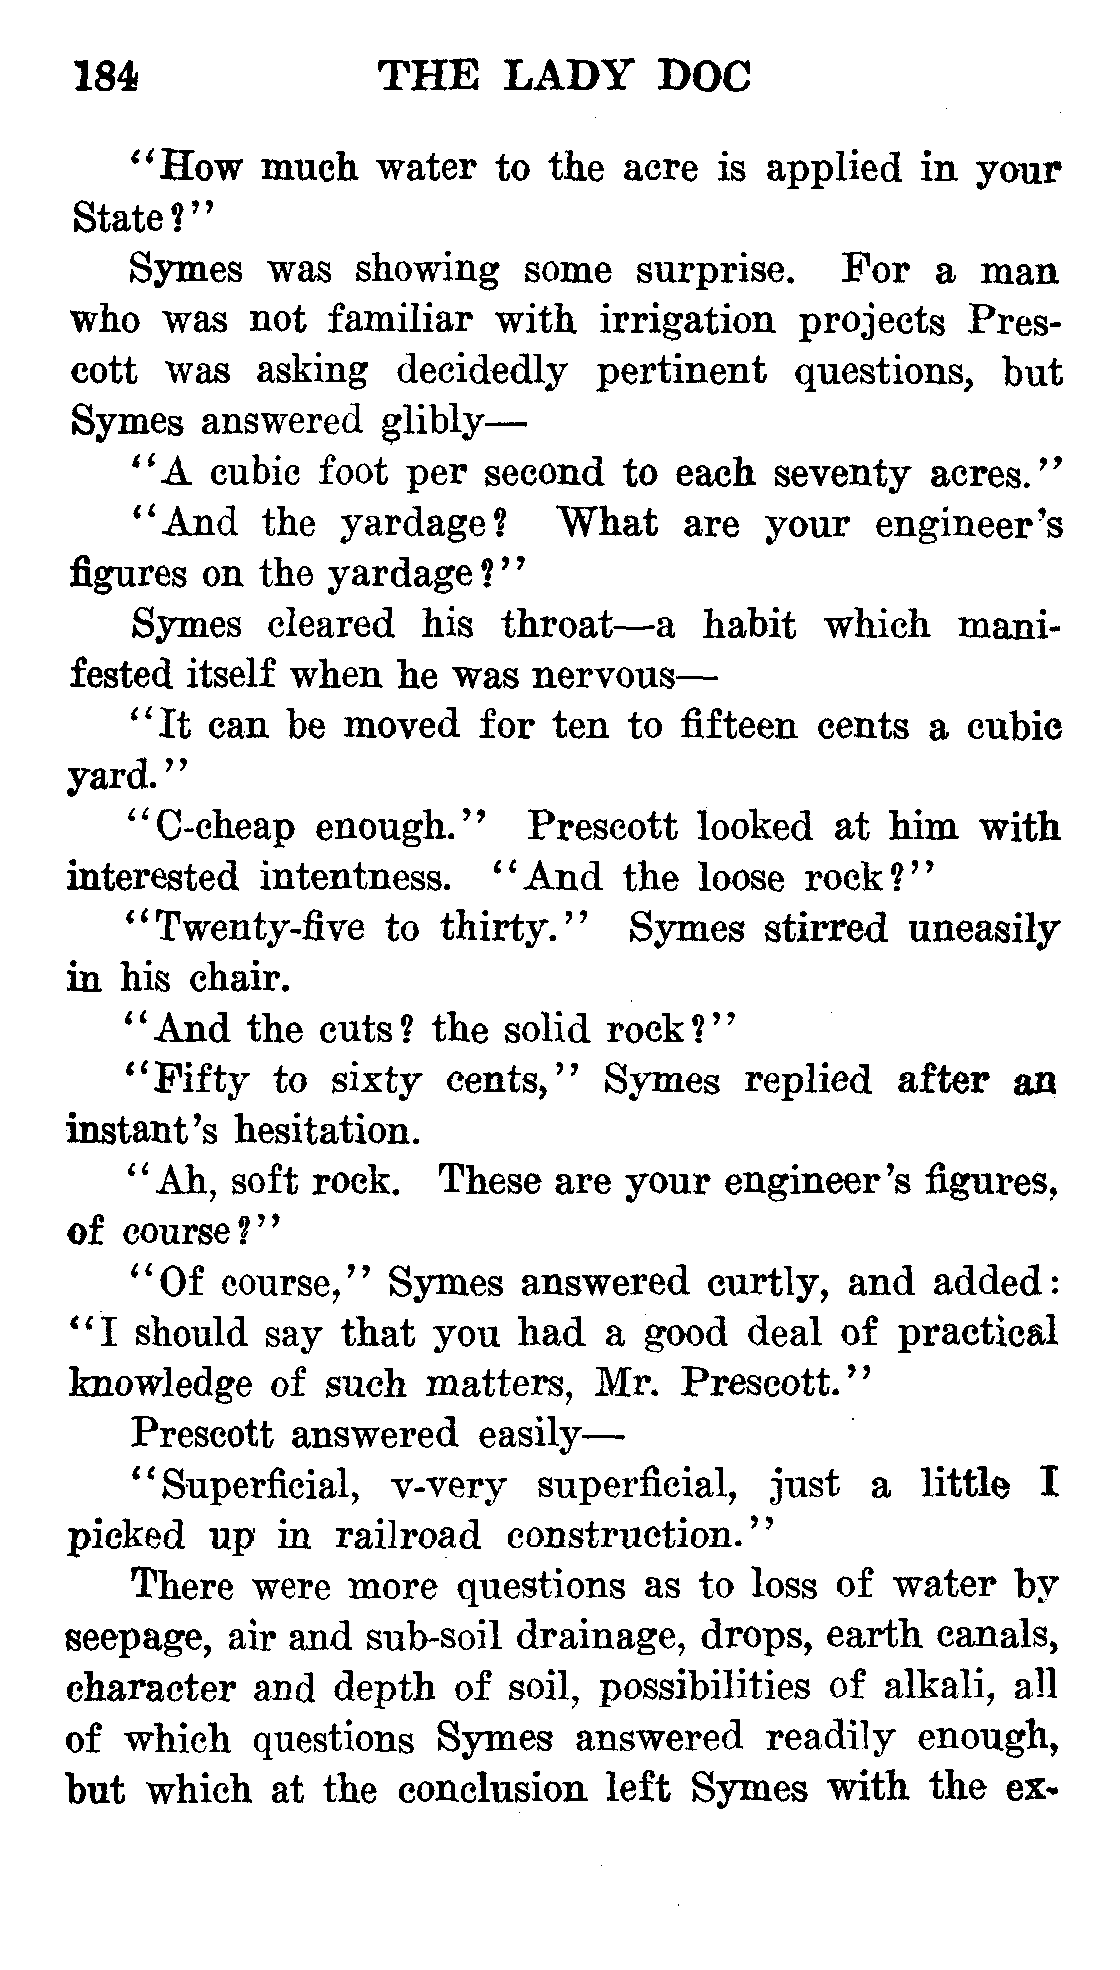 184 THE LADY DOC
"How much water to the acre is applied in your
State?"
Symes was showing some surprise. For a man
who was not familiar with irrigation projects Pres-
cott was asking decidedly pertinent questions, but
Symes answered glibly—
"A cubic foot per second to each seventy acres."
"And the yardage? What are your engineer's
figures on the yardage?"
Symes cleared his throat—a habit which mani-
fested itself when he was nervous—
"It can be moved for ten to fifteen cents a cubic
yard."
"C-cheap enough." Prescott looked at him with
interested intentness. "And the loose rock?"
"Twenty-five to thirty." Symes stirred uneasily
in his chair.
"And the cuts? the solid rock?"
"Fifty to sixty cents," Symes replied after an
instant's hesitation.
"Ah, soft rock. These are your engineer's figures,
of course?"
"Of course," Symes answered curtly, and added:
"I should say that you had a good deal of practical
knowledge of such matters, Mr. Prescott."
Prescott answered easily—
"Superficial, v-very superficial, just a little I
picked up in railroad construction."
There were more questions as to loss of water by
seepage, air and sub-soil drainage, drops, earth canals,
character and depth of soil, possibilities of alkali, all
of which questions Symes answered readily enough,
but which at the conclusion left Symes with the ex-